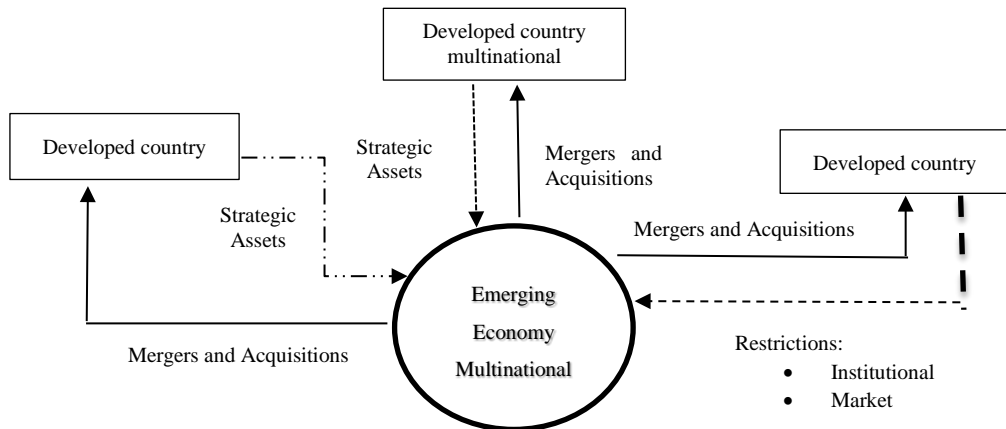 Developed country
multinational
Developed country
Strategic
Assets
Mergers and
Acquisitions
Developed country
Strategic
Assets
Mergers and Acquisitions
Emerging
Economy
Multinational
Mergers and Acquisitions
Restrictions:
• Institutional
• Market